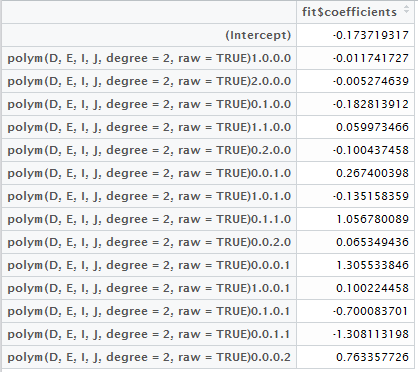 fit$coefficients
(Intercept) -0.173719317
polym(D, E, I, J, degree = 2, raw = TRUE)1.0.0.0 -0.011741727
polym(D, E, I, J, degree = 2, raw = TRUE)2.0.0.0 -0.005274639
polym(D, E, I, J, degree = 2, raw = TRUE)0.1.0.0 -0.182813912
polym(D, E, I, J, degree = 2, raw = TRUE)1.1.0.0 0.059973466
polym(D, E, I, J, degree = 2, raw = TRUE)0.2.0.0 -0.100437458
polym(D, E, I, J, degree = 2, raw = TRUE)0.0.1.0 0.267400398
polym(D, E, I, J, degree = 2, raw = TRUE)1.0.1.0 -0.135158359
polym(D, E, I, J, degree = 2, raw = TRUE)0.1.1.0 1.056780089
polym(D, E, I, J, degree = 2, raw = TRUE)0.0.2.0 0.065349436
polym(D, E, I, J, degree = 2, raw = TRUE)0.0.0.1 1.305533846
polym(D, E, I, J, degree = 2, raw = TRUE)1.0.0.1 0.100224458
polym(D, E, I, J, degree = 2, raw = TRUE)0.1.0.1 -0.700083701
polym(D, E, I, J, degree = 2, raw = TRUE)0.0.1.1 -1.308113198
polym(D, E, I, J, degree = 2, raw = TRUE)0.0.0.2 0.763357726